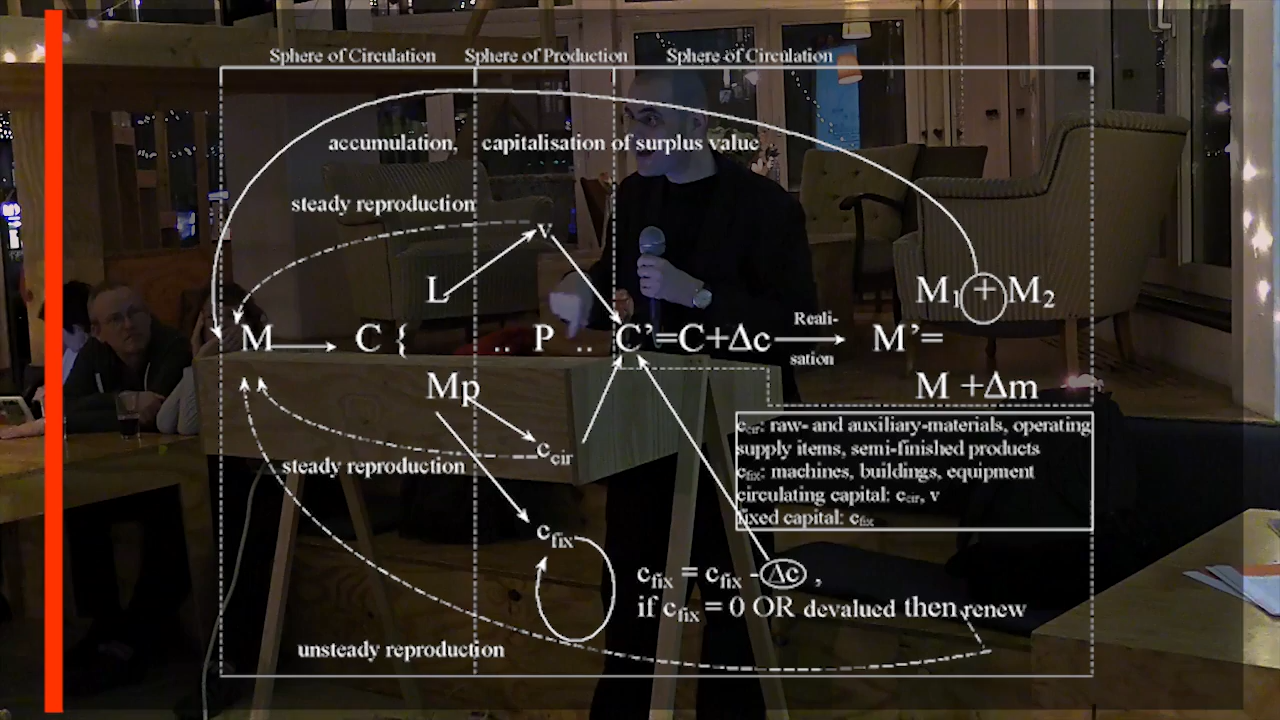 Sphere of Circulation
Sphere of Production
Sphere of Circulation
accumulation, capitalisation of surplus value
steady reproduction
v
L
M₁ + M₂
M C { .. P .. C’=C+Δc Reali-
sation M’=
Mp
M +Δm
c_cir
steady reproduction
c_cir: raw- and auxiliary-materials, operating
supply items, semi-finished products
c_fix: machines, buildings, equipment
circulating capital: c_cir, v
fixed capital: c_fix
c_fix
c_fix = c_fix - Δc ,
if c_fix = 0 OR devalued then renew
unsteady reproduction